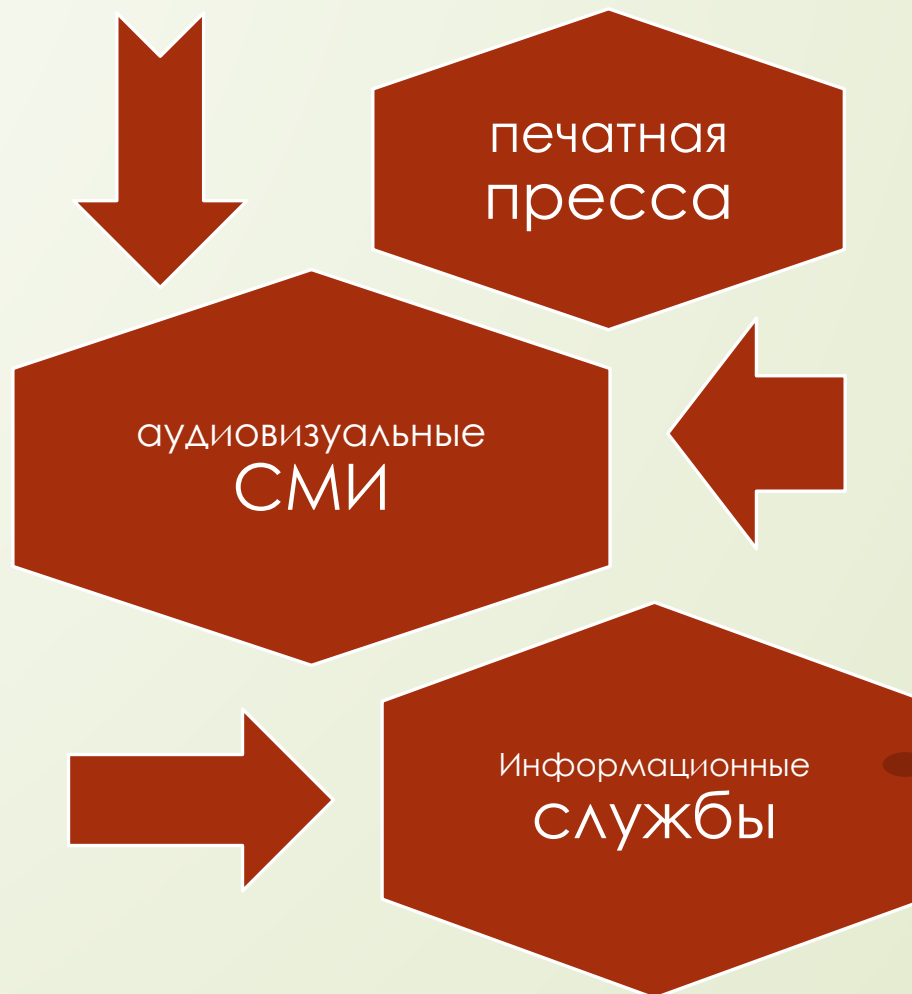 печатная
пресса
аудиовизуальные
СМИ
Информационные
службы